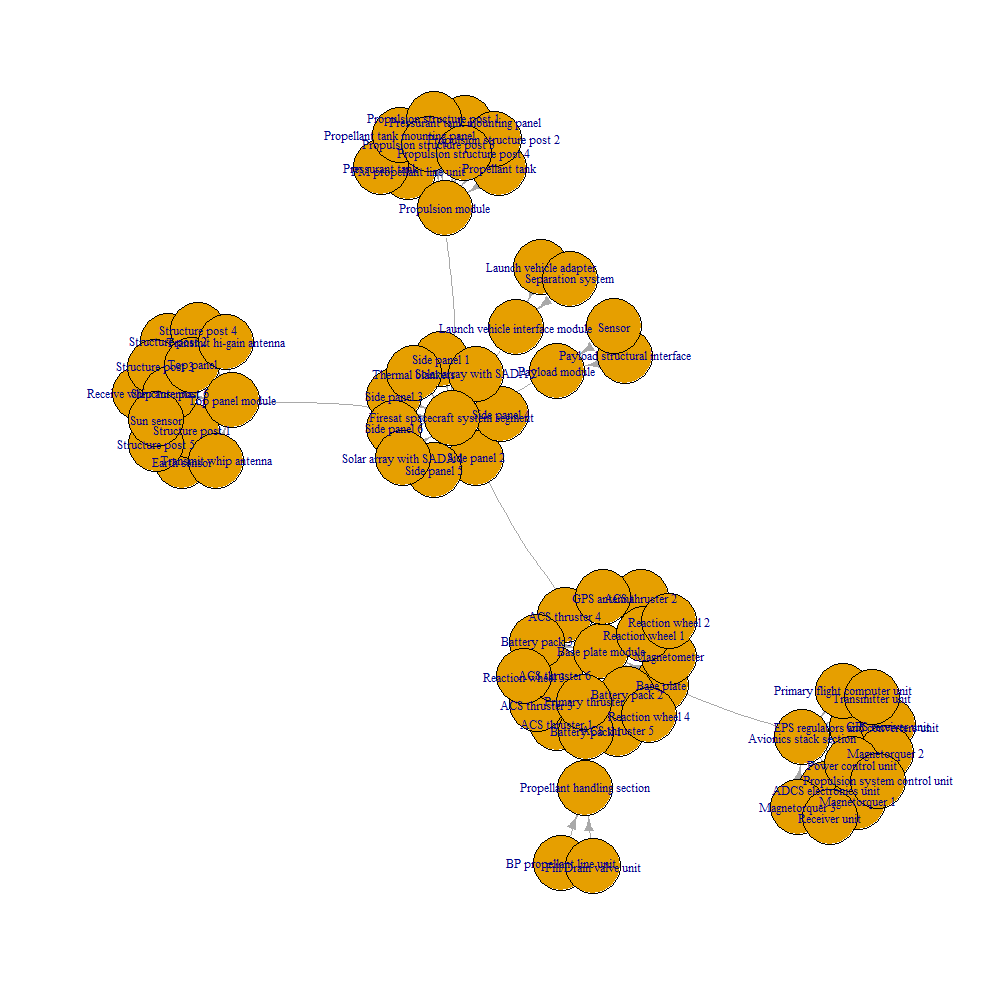 Propulsion structure post 1
Pressurant tank mounting panel
Propellant tank mounting panel
Propulsion structure post 2
Propulsion structure post
Propulsion structure post 4
Pressurant tank
PM propellant line unit
Propellant tank
Propulsion module
Launch vehicle adapter
Separation system
Launch vehicle interface module
Sensor
Payload structural interface
Payload module
Side panel 1
Thermal blankets
Solar array with SADA 2
Side panel 3
Side panel
Firesat spacecraft system segment
Side panel 6
Solar array with SADA
Side panel 2
Side panel 5
Structure post 4
Structure post 2
Transmit hi-gain antenna
Top panel
Structure post 3
Receive whip antenna
Structure post 6
Top panel module
Sun sensor
Structure post 1
Structure post 5
Earth sensor
Transmit whip antenna
GPS antenna
ACS thruster 2
ACS thruster 4
Reaction wheel 2
Reaction wheel 1
Battery pack 3
Base plate module
Magnetometer
Reaction wheel
ACS thruster 6
Base plate
Battery pack 2
Primary thruster
ACS thruster 3
Reaction wheel 4
ACS thruster 1
Battery pack
ACS thruster 5
Propellant handling section
BP propellant line unit
Fill/Drain valve unit
Primary flight computer unit
Transmitter unit
EPS regulators and converters unit
GPS receiver unit
Avionics stack section
Magnetorquer 2
Power control unit
Propulsion system control unit
ADCS electronics unit
Magnetorquer 1
Magnetorquer 3
Receiver unit